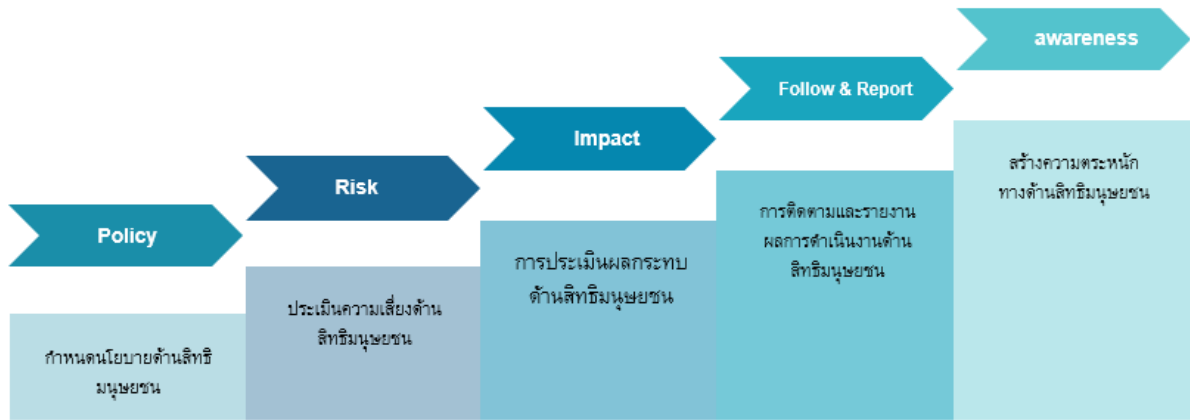 Policy
กำหนดนโยบายด้านสิทธิ
มนุษยชน
Risk
ประเมินความเสี่ยงด้าน
สิทธิมนุษยชน
Impact
การประเมินผลกระทบ
ด้านสิทธิมนุษยชน
Follow & Report
การติดตามและรายงาน
ผลการดำเนินงานด้าน
สิทธิมนุษยชน
awareness
สร้างความตระหนัก
ทางด้านสิทธิมนุษยชน